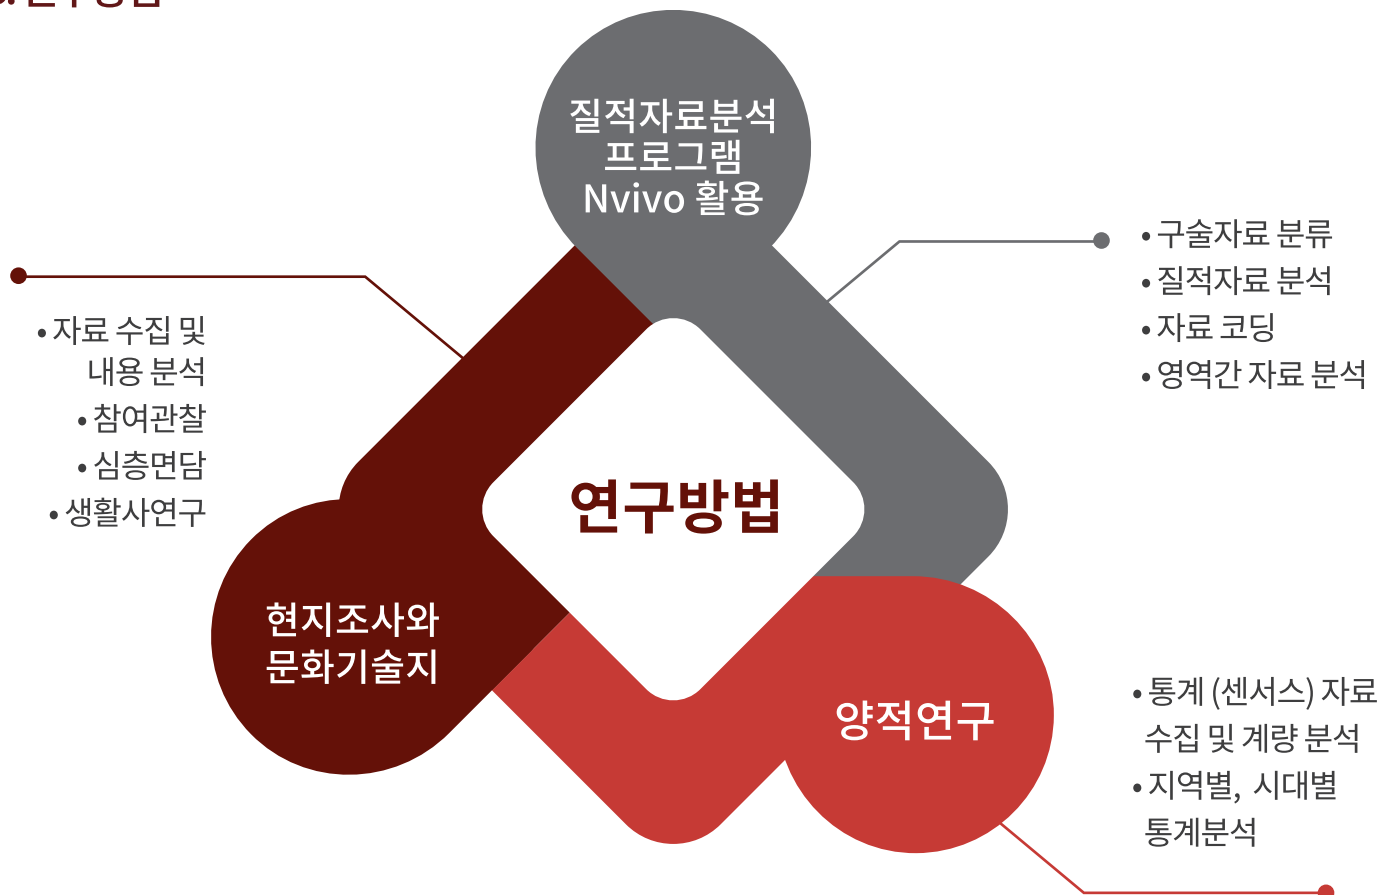 질적자료분석
프로그램
Nvivo 활용
• 구술자료 분류
• 질적자료 분석
• 자료 코딩
• 영역간 자료 분석
• 자료 수집 및
내용 분석
• 참여관찰
• 심층면담
• 생활사연구
연구방법
현지조사와
문화기술지
양적연구
• 통계 (센서스) 자료
수집 및 계량 분석
• 지역별, 시대별
통계분석